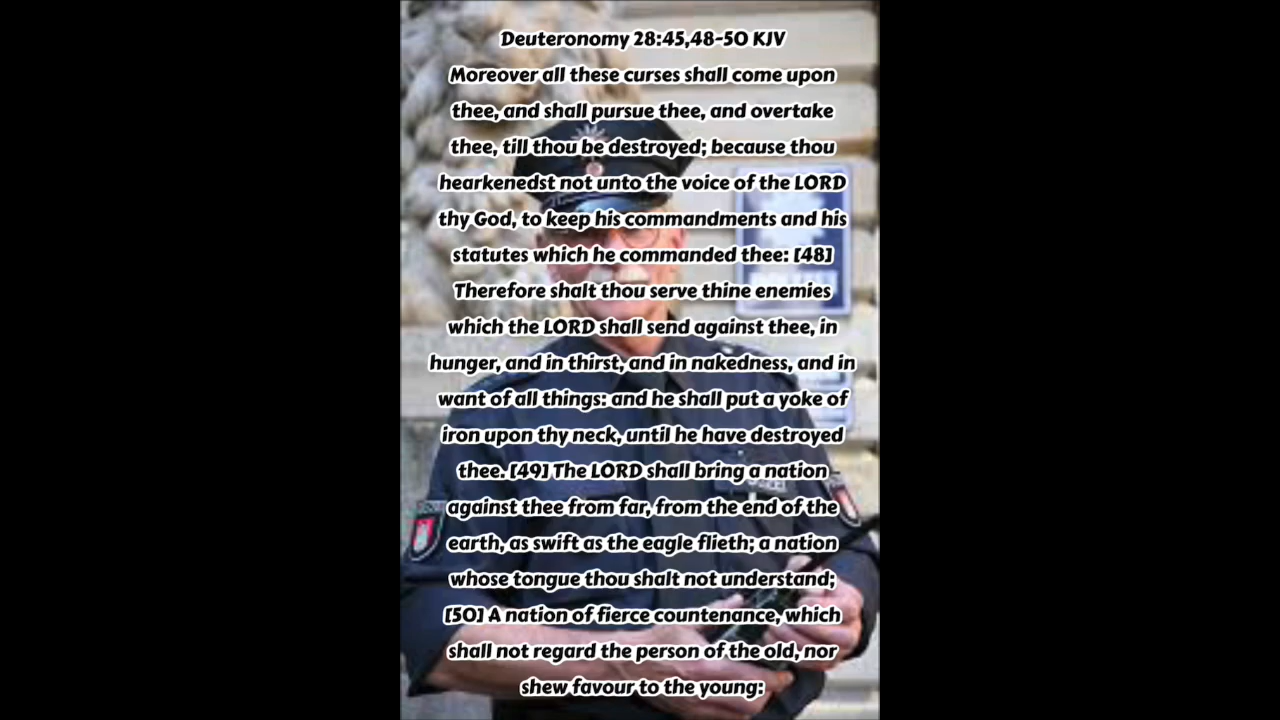 Deuteronomy 28:45,48-50 KJV
Moreover all these curses shall come upon
thee, and shall pursue thee, and overtake
thee, till thou be destroyed; because thou
hearkenedst not unto the voice of the LORD
thy God, to keep his commandments and his
statutes which he commanded thee: [48]
Therefore shalt thou serve thine enemies
which the LORD shall send against thee, in
hunger, and in thirst, and in nakedness, and in
want of all things: and he shall put a yoke of
iron upon thy neck, until he have destroyed
thee. [49] The LORD shall bring a nation
against thee from far, from the end of the
earth, as swift as the eagle flieth; a nation
whose tongue thou shalt not understand;
[50] A nation of fierce countenance, which
shall not regard the person of the old, nor
shew favour to the young: